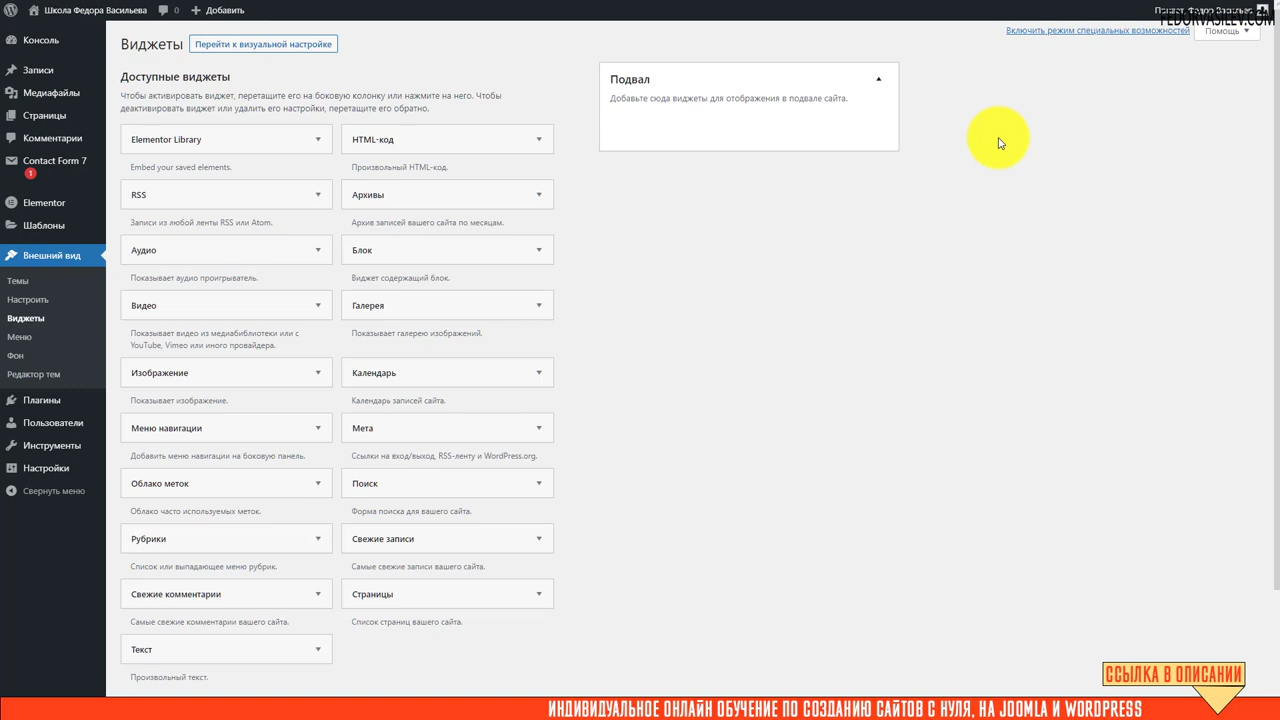 Школа Федора Васильева
0
Добавить
FEDORVASILEV.COM
Консоль
Записи
Медиафайлы
Страницы
Комментарии
Contact Form 7
1
Elementor
Шаблоны
Внешний вид
Темы
Настроить
Виджеты
Меню
Фон
Редактор тем
Плагины
Пользователи
Инструменты
Настройки
Свернуть меню
Виджеты
Перейти к визуальной настройке
Включить режим специальных возможностей
Помощь
Доступные виджеты
Чтобы активировать виджет, перетащите его на боковую колонку или нажмите на него. Чтобы
деактивировать виджет или удалить его настройки, перетащите его обратно.
Elementor Library
Embed your saved elements.
HTML-код
Произвольный HTML-код.
RSS
Записи из любой ленты RSS или Atom.
Архивы
Архив записей вашего сайта по месяцам.
Аудио
Показывает аудио проигрыватель.
Блок
Виджет содержащий блок.
Видео
Показывает видео из медиабиблиотеки или с
YouTube, Vimeo или иного провайдера.
Галерея
Показывает галерею изображений.
Изображение
Показывает изображение.
Календарь
Календарь записей сайта.
Меню навигации
Добавить меню навигации на боковую панель.
Мета
Ссылки на вход/выход, RSS-ленту и WordPress.org.
Облако меток
Облако часто используемых меток.
Поиск
Форма поиска для вашего сайта.
Рубрики
Список или выпадающее меню рубрик.
Свежие записи
Самые свежие записи вашего сайта.
Свежие комментарии
Самые свежие комментарии вашего сайта.
Страницы
Список страниц вашего сайта.
Текст
Произвольный текст.
Подвал
Добавьте сюда виджеты для отображения в подвале сайта.
ССЫЛКА В ОПИСАНИИ
ИНДИВИДУАЛЬНОЕ ОНЛАЙН ОБУЧЕНИЕ ПО СОЗДАНИЮ САЙТОВ С НУЛЯ, НА JOOMLA И WORDPRESS